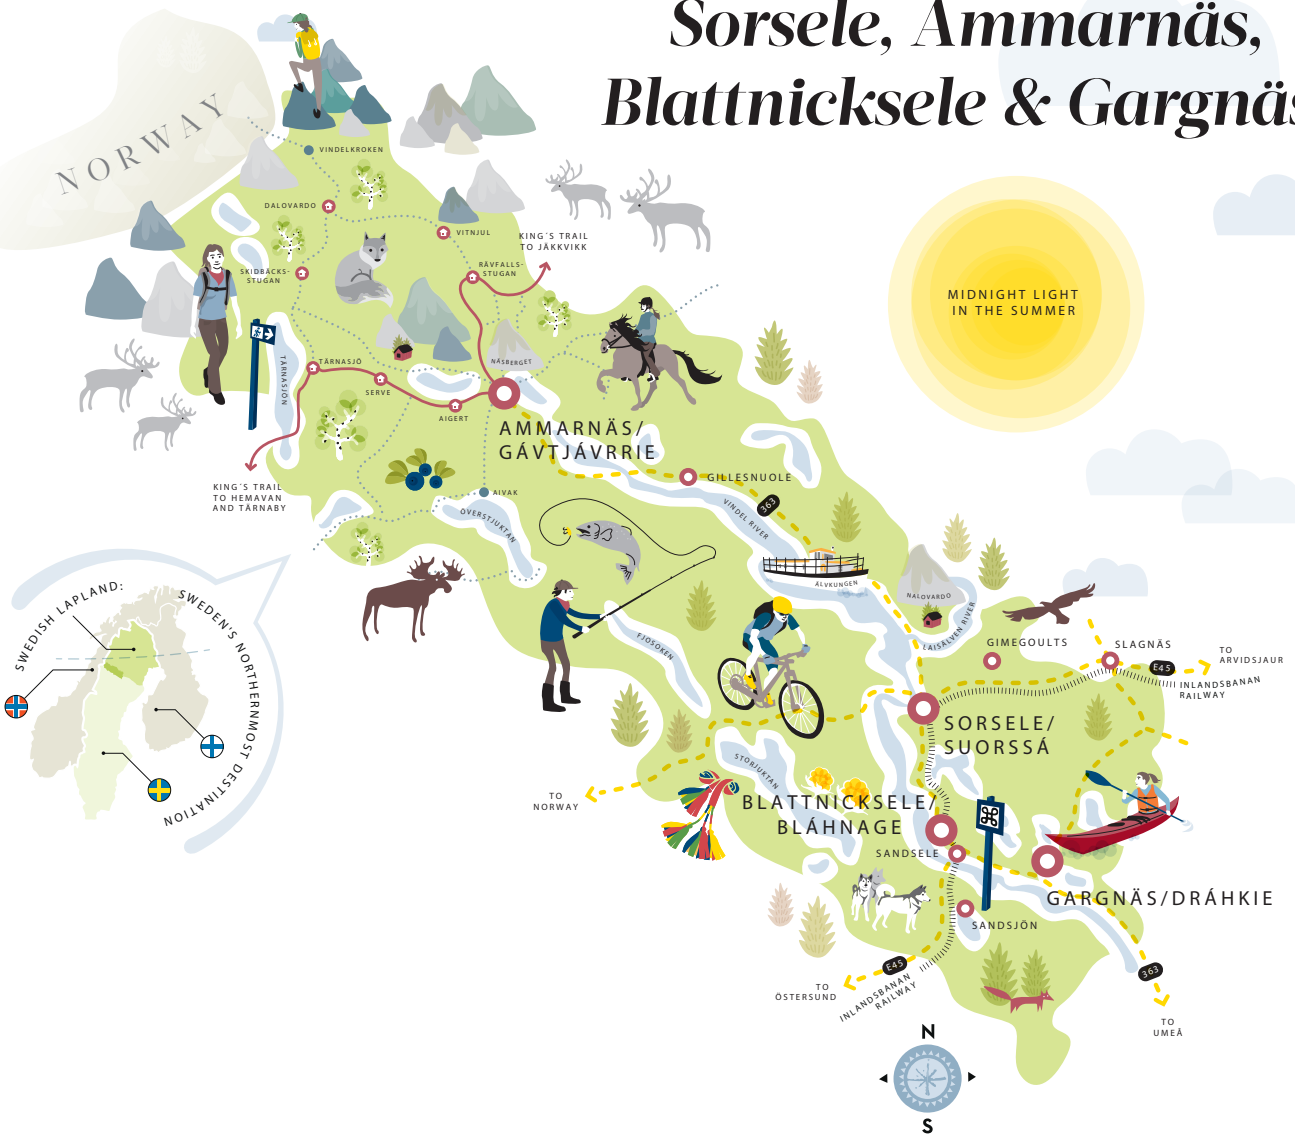 Sorsele, Ammarnäs,
Blattnicksele & Gargnäs
NORWAY
VINDELKROKEN
DALOVARDO
VITNJUL
KING´S TRAIL
TO JÄKKVIKK
SKIDBÄCKS-
STUGAN
RÄVFALLS-
STUGAN
MIDNIGHT LIGHT
IN THE SUMMER
TÄRNASJÖN
TÄRNASJÖ
NÄSBERGET
SERVE
AIGERT
AMMARNÄS/
GÁVTJÁVRRIE
KING´S TRAIL
TO HEMAVAN
AND TÄRNABY
GILLESNUOLE
363
AIVAK
ÖVERSTJUKTAN
VINDEL RIVER
ÄLVKUNGEN
NALOVARDO
LAISÄLVEN RIVER
FJOSOKEN
GIMEGOULTS
SLAGNÄS
E45
TO
ARVIDSJAUR
INLANDSBANAN
RAILWAY
SWEDISH LAPLAND:
SWEDEN'S NORTHERNMOST DESTINATION
SORSELE/
SUORSSÁ
STORJUKTAN
TO
NORWAY
BLATTNICKSELE/
BLÁHNAGE
SANDSELE
GARGNÄS/DRÁHKIE
SANDSJÖN
E45
TO
ÖSTERSUND
INLANDSBANAN
RAILWAY
363
TO
UMEÅ
N
S